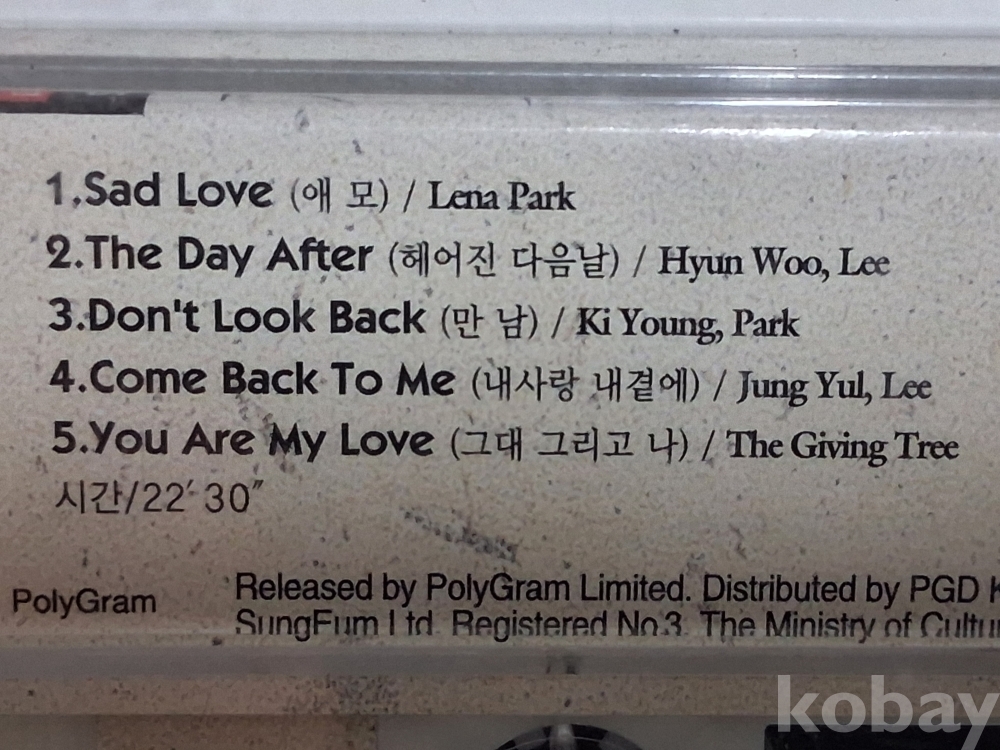 1.Sad Love (애 모) / Lena Park
2.The Day After (헤어진 다음날) / Hyun Woo, Lee
3.Don't Look Back (만 남) / Ki Young, Park
4.Come Back To Me (내사랑 내곁에) / Jung Yul, Lee
5.You Are My Love (그대 그리고 나) / The Giving Tree
시간/22′ 30″
PolyGram
Released by PolyGram Limited. Distributed by PGD
SungEum Ltd. Registered No.3. The Ministry of
kobay